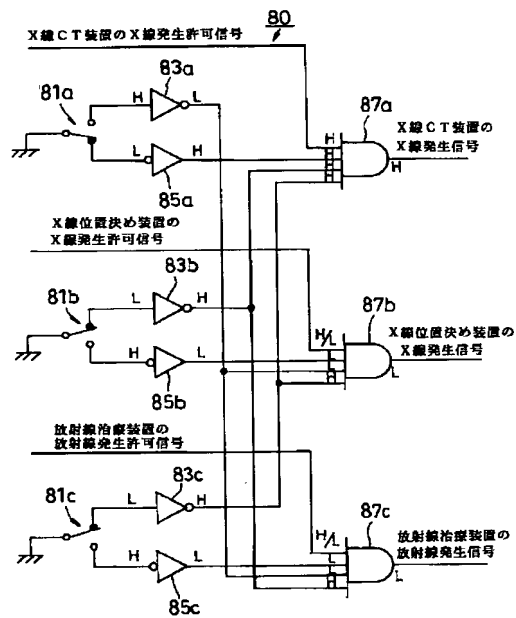 80
X線CT装置のX線発生許可信号
83a
81a
H
L
87a
X線CT装置の
X線発生信号
H
H
H
H
H
L
H
85a
X線位置決め装置の
X線発生許可信号
83b
81b
L
H
87b
X線位置決め装置の
X線発生信号
H/L
L
L
H
L
H
L
85b
放射線治療装置の
放射線発生許可信号
83c
81c
L
H
87c
放射線治療装置の
放射線発生信号
H/L
L
L
H
L
H
L
85c